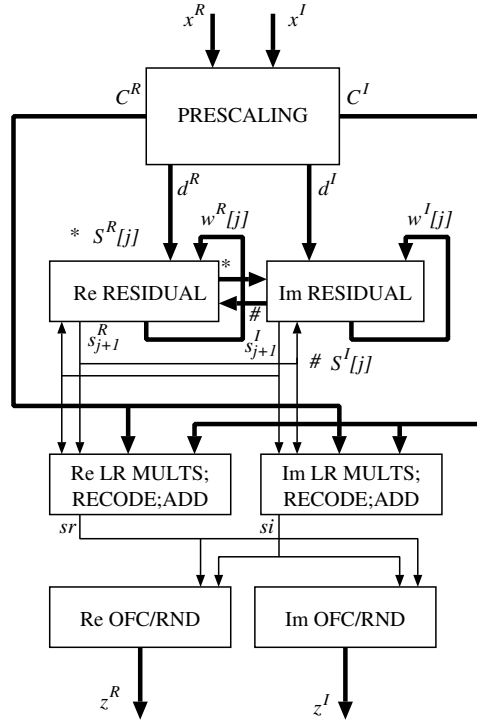 x^R x^I
C^R C^I
PRESCALING
d^R d^I
* S^R[j] w^R[j] w^I[j]
*
Re RESIDUAL Im RESIDUAL
#
s^R_{j+1} s^I_{j+1} # S^I[j]
Re LR MULTS; Im LR MULTS;
RECODE;ADD RECODE;ADD
sr si
Re OFC/RND Im OFC/RND
z^R z^I